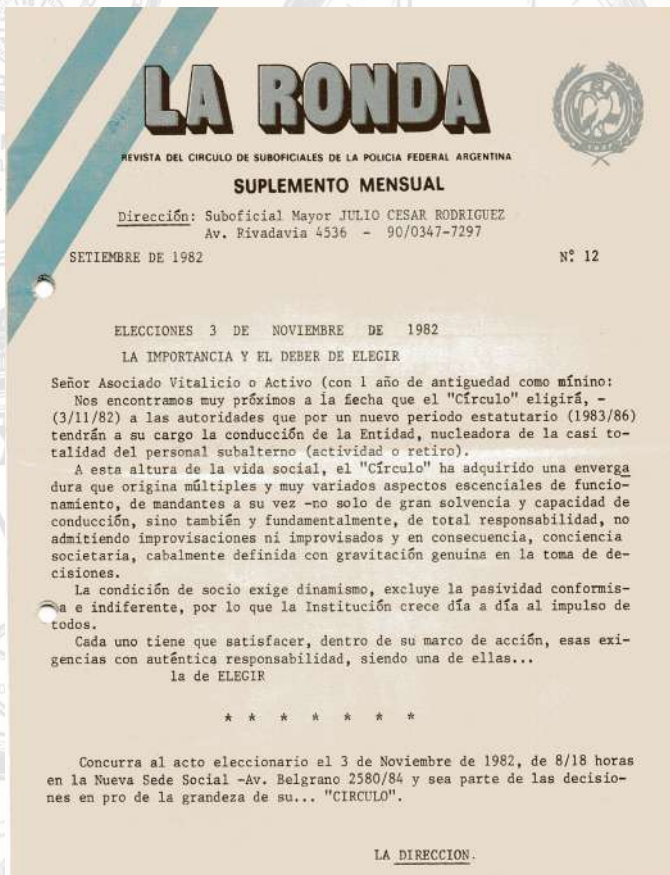 LA RONDA
REVISTA DEL CIRCULO DE SUBOFICIALES DE LA POLICIA FEDERAL ARGENTINA
SUPLEMENTO MENSUAL
Dirección: Suboficial Mayor JULIO CESAR RODRIGUEZ
Av. Rivadavia 4536 - 90/0347-7297
SETIEMBRE DE 1982 Nº 12
ELECCIONES 3 DE NOVIEMBRE DE 1982
LA IMPORTANCIA Y EL DEBER DE ELEGIR
Señor Asociado Vitalicio o Activo (con 1 año de antiguedad como mínino:
Nos encontramos muy próximos a la fecha que el "Círculo" eligirá, -
(3/11/82) a las autoridades que por un nuevo periodo estatutario (1983/86)
tendrán a su cargo la conducción de la Entidad, nucleadora de la casi to-
talidad del personal subalterno (actividad o retiro).
A esta altura de la vida social, el "Círculo" ha adquirido una enverga
dura que origina múltiples y muy variados aspectos escenciales de funcio-
namiento, de mandantes a su vez -no solo de gran solvencia y capacidad de
conducción, sino también y fundamentalmente, de total responsabilidad, no
admitiendo improvisaciones ni improvisados y en consecuencia, conciencia
societaria, cabalmente definida con gravitación genuina en la toma de de-
cisiones.
La condición de socio exige dinamismo, excluye la pasividad conformis-
a e indiferente, por lo que la Institución crece día a día al impulso de
todos.
Cada uno tiene que satisfacer, dentro de su marco de acción, esas exi-
gencias con auténtica responsabilidad, siendo una de ellas...
la de ELEGIR
* * * * * * *
Concurra al acto eleccionario el 3 de Noviembre de 1982, de 8/18 horas
en la Nueva Sede Social -Av. Belgrano 2580/84 y sea parte de las decisio-
nes en pro de la grandeza de su... "CIRCULO".
LA DIRECCION.